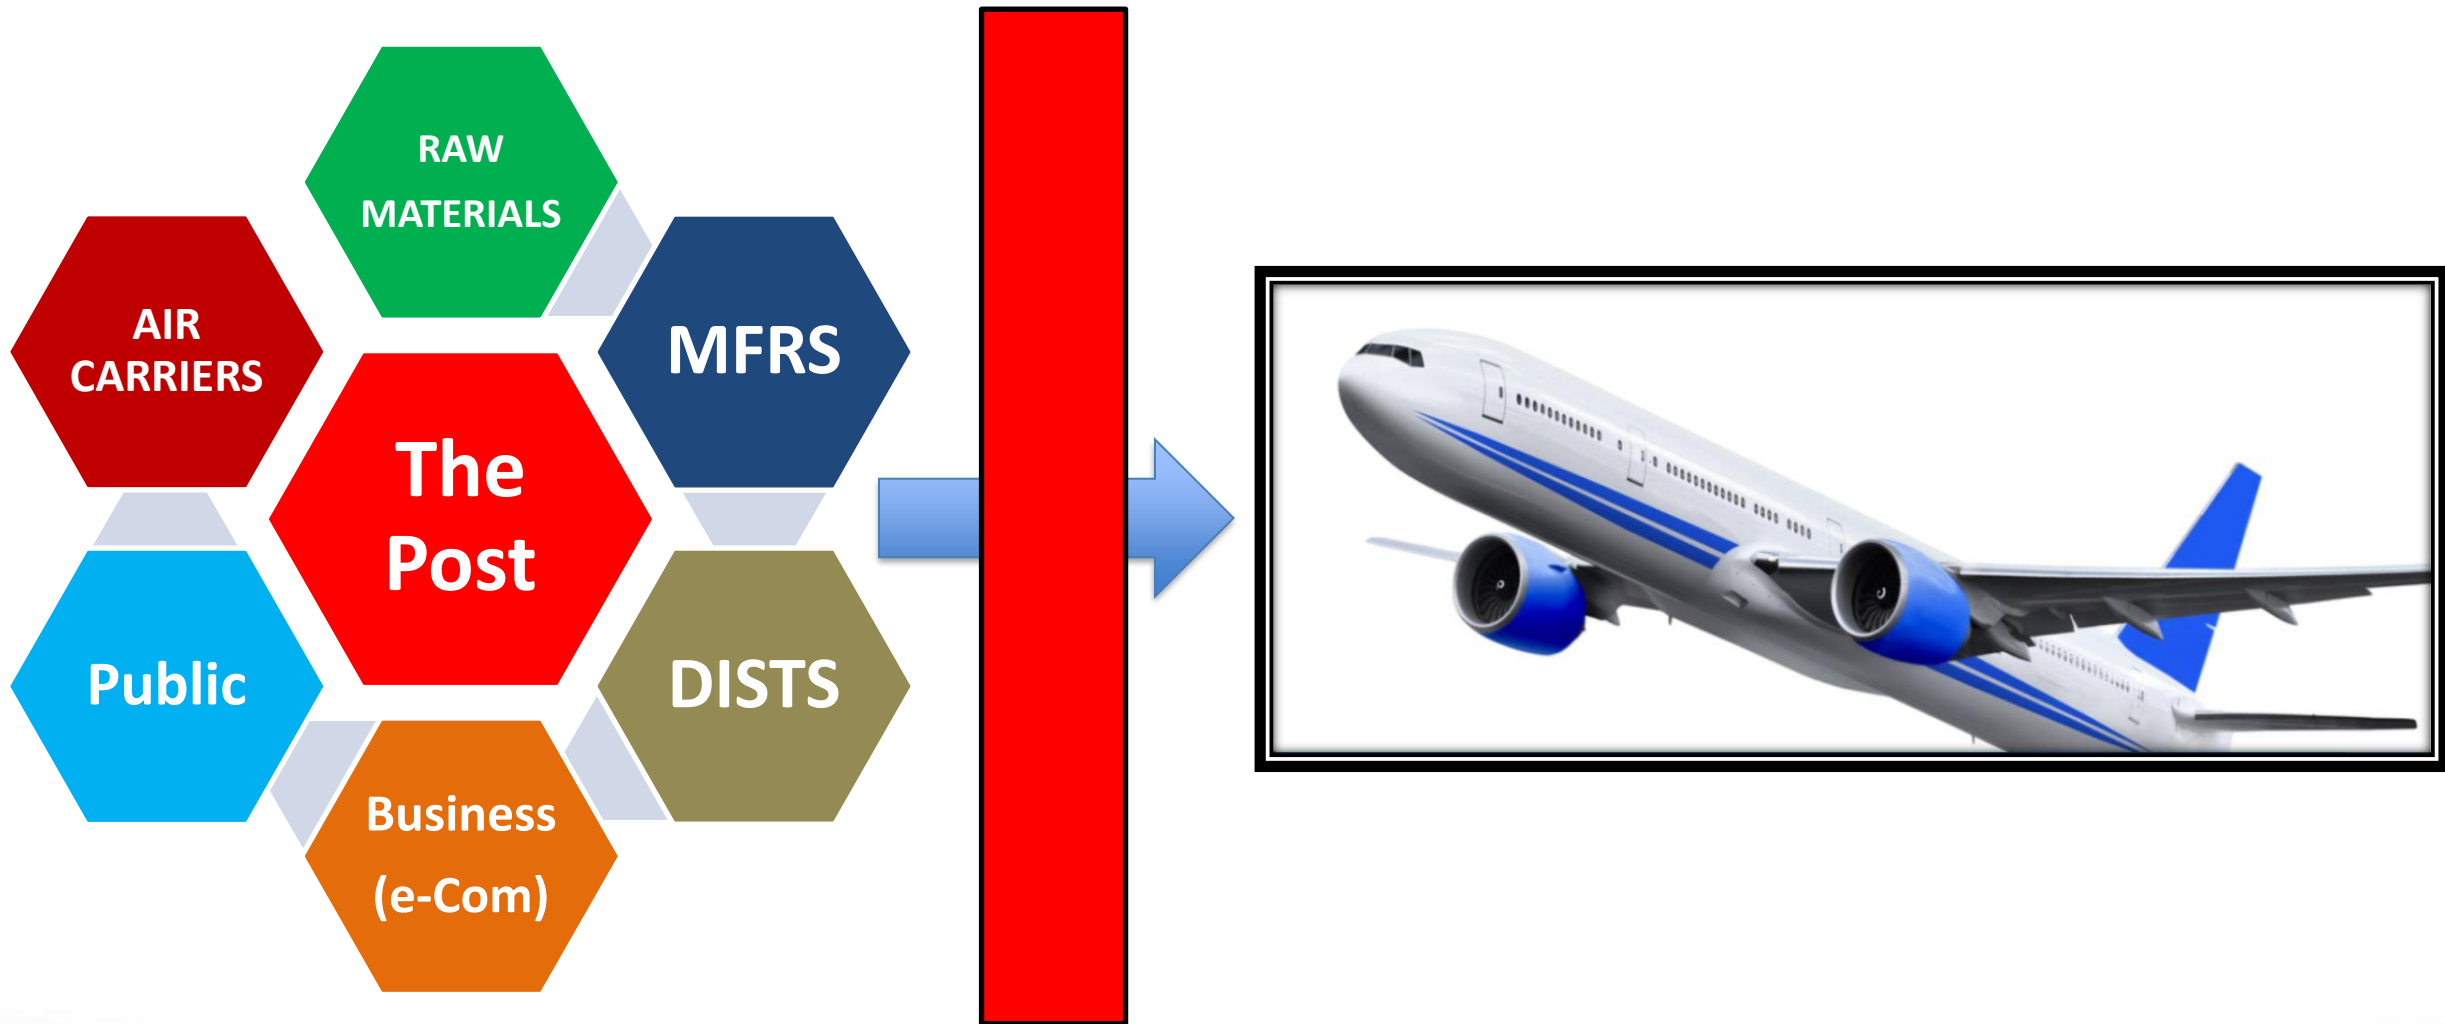 RAW
MATERIALS
AIR
CARRIERS
MFRS
The
Post
Public
DISTS
Business
(e-Com)